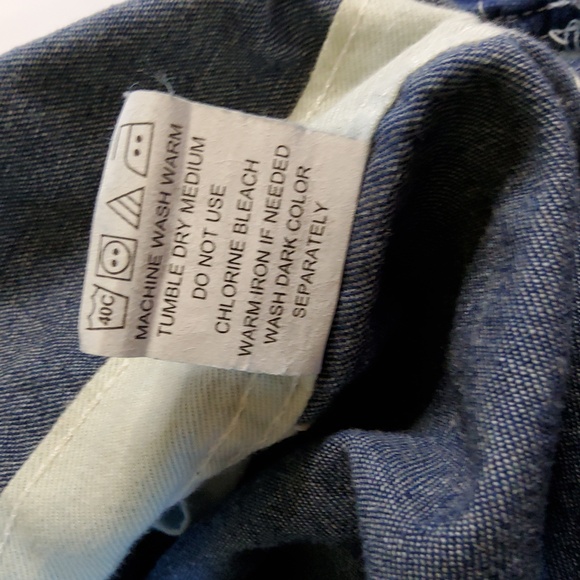 40C
MACHINE WASH WARM
TUMBLE DRY MEDIUM
DO NOT USE
CHLORINE BLEACH
WARM IRON IF NEEDED
WASH DARK COLOR
SEPARATELY